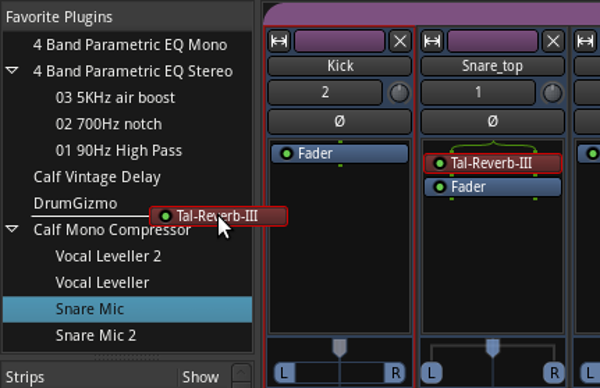 Favorite Plugins
4 Band Parametric EQ Mono
4 Band Parametric EQ Stereo
03 5KHz air boost
02 700Hz notch
01 90Hz High Pass
Calf Vintage Delay
DrumGizmo
Tal-Reverb-III
Calf Mono Compressor
Vocal Leveller 2
Vocal Leveller
Snare Mic
Snare Mic 2
Strips Show
Kick
2
Ø
Fader
L R
Snare_top
1
Ø
Tal-Reverb-III
Fader
L R